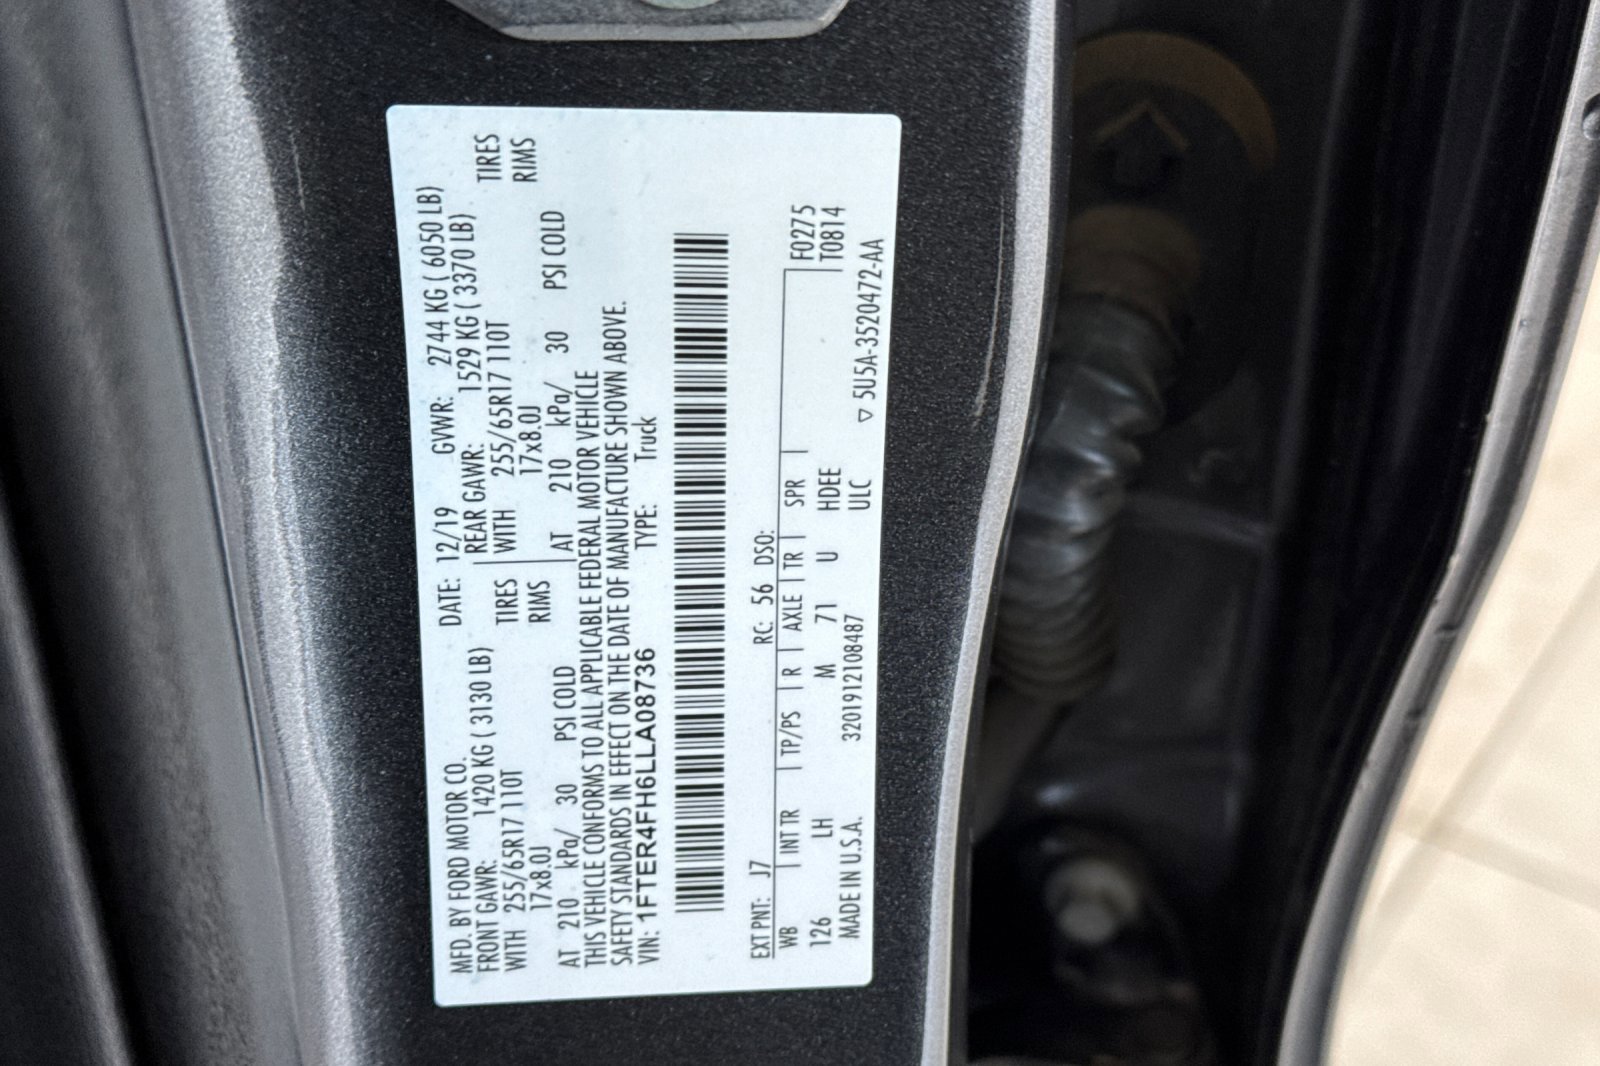 MFD. BY FORD MOTOR CO. DATE: 12/19 GVWR: 2744 KG ( 6050 LB)
FRONT GAWR: 1420 KG ( 3130 LB) REAR GAWR: 1529 KG ( 3370 LB)
WITH 255/65R17 110T TIRES WITH 255/65R17 110T TIRES
17x8.0J RIMS 17x8.0J RIMS
AT 210 kPa/ 30 PSI COLD AT 210 kPa/ 30 PSI COLD
THIS VEHICLE CONFORMS TO ALL APPLICABLE FEDERAL MOTOR VEHICLE
SAFETY STANDARDS IN EFFECT ON THE DATE OF MANUFACTURE SHOWN ABOVE.
VIN: 1FTER4FH6LLA08736 TYPE: Truck
EXT PNT: J7 RC: 56 DSO: F0275
WB INT TR TP/PS R AXLE TR SPR T0814
126 LH M 71 U HDEE
MADE IN U.S.A. 3201912108487 ULC ▽ 5U5A-3520472-AA